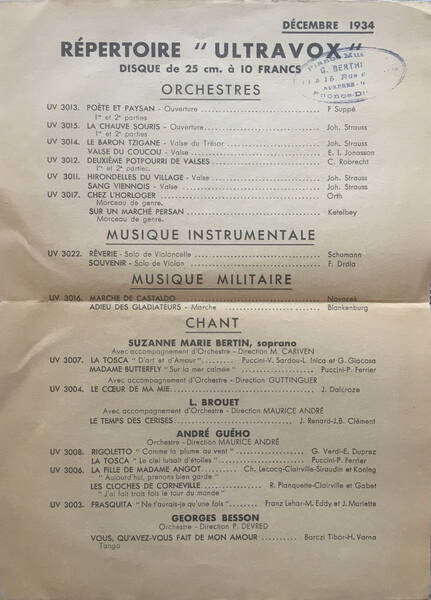 DÉCEMBRE 1934
RÉPERTOIRE " ULTRAVOX "
DISQUE de 25 cm. à 10 FRANCS
G. BERTHI
ORCHESTRES
UV 3013. POÈTE ET PAYSAN - Ouverture F Suppé
1re et 2e parties
UV 3015. LA CHAUVE SOURIS - Ouverture Joh. Strauss
1re et 2e parties
UV 3014. LE BARON TZIGANE - Valse du Trésor Joh. Strauss
VALSE DU COUCOU - Valse E. I. Jonasson
UV 3012. DEUXIÈME POTPOURRI DE VALSES C. Robrecht
1re et 2e parties.
UV 3011. HIRONDELLES DU VILLAGE - Valse Joh. Strauss
SANG VIENNOIS - Valse Joh. Strauss
UV 3017. CHEZ L'HORLOGER Orth
Morceau de genre.
SUR UN MARCHÉ PERSAN Ketelbey
Morceau de genre.
MUSIQUE INSTRUMENTALE
UV 3022. RÊVERIE - Solo de Violoncelle Schumann
SOUVENIR - Solo de Violon F. Drdla
MUSIQUE MILITAIRE
UV 3016. MARCHE DE CASTALDO Novacek
ADIEU DES GLADIATEURS - Marche Blankenburg
CHANT
SUZANNE MARIE BERTIN, soprano
Avec accompagnement d'Orchestre - Direction M. CARIVEN
UV 3007. LA TOSCA " D'art et d'Amour " Puccini-V. Sardou-L. Inica et G. Giacosa
MADAME BUTTERFLY " Sur la mer calmée " Puccini-P. Ferrier
Avec accompagnement d'Orchestre - Direction GUTTINGUER
UV 3004. LE CŒUR DE MA MIE J. Dalcroze
L. BROUET
Avec accompagnement d'Orchestre - Direction MAURICE ANDRÉ
LE TEMPS DES CERISES J. Renard-J.B. Clément
ANDRÉ GUÉHO
Orchestre - Direction MAURICE ANDRÉ
UV 3008. RIGOLETTO " Comme la plume au vent " G. Verdi-E. Duprez
LA TOSCA " Le ciel luisait d'étoiles " Puccini-P. Ferrier
UV 3006. LA FILLE DE MADAME ANGOT Ch. Lecocq-Clairville-Siraudin et Koning
" Aujourd'hui, prenons bien garde "
LES CLOCHES DE CORNEVILLE R. Planquette-Clairville et Gabet
" J'ai fait trois fois le tour du monde "
UV 3003. FRASQUITA " Ne t'aurais-je qu'une fois " Franz Lehar-M. Eddy et J. Mariette
GEORGES BESSON
Orchestre - Direction P. DEVRED
VOUS, QU'AVEZ-VOUS FAIT DE MON AMOUR Barczi Tibor-H. Varna
Tango